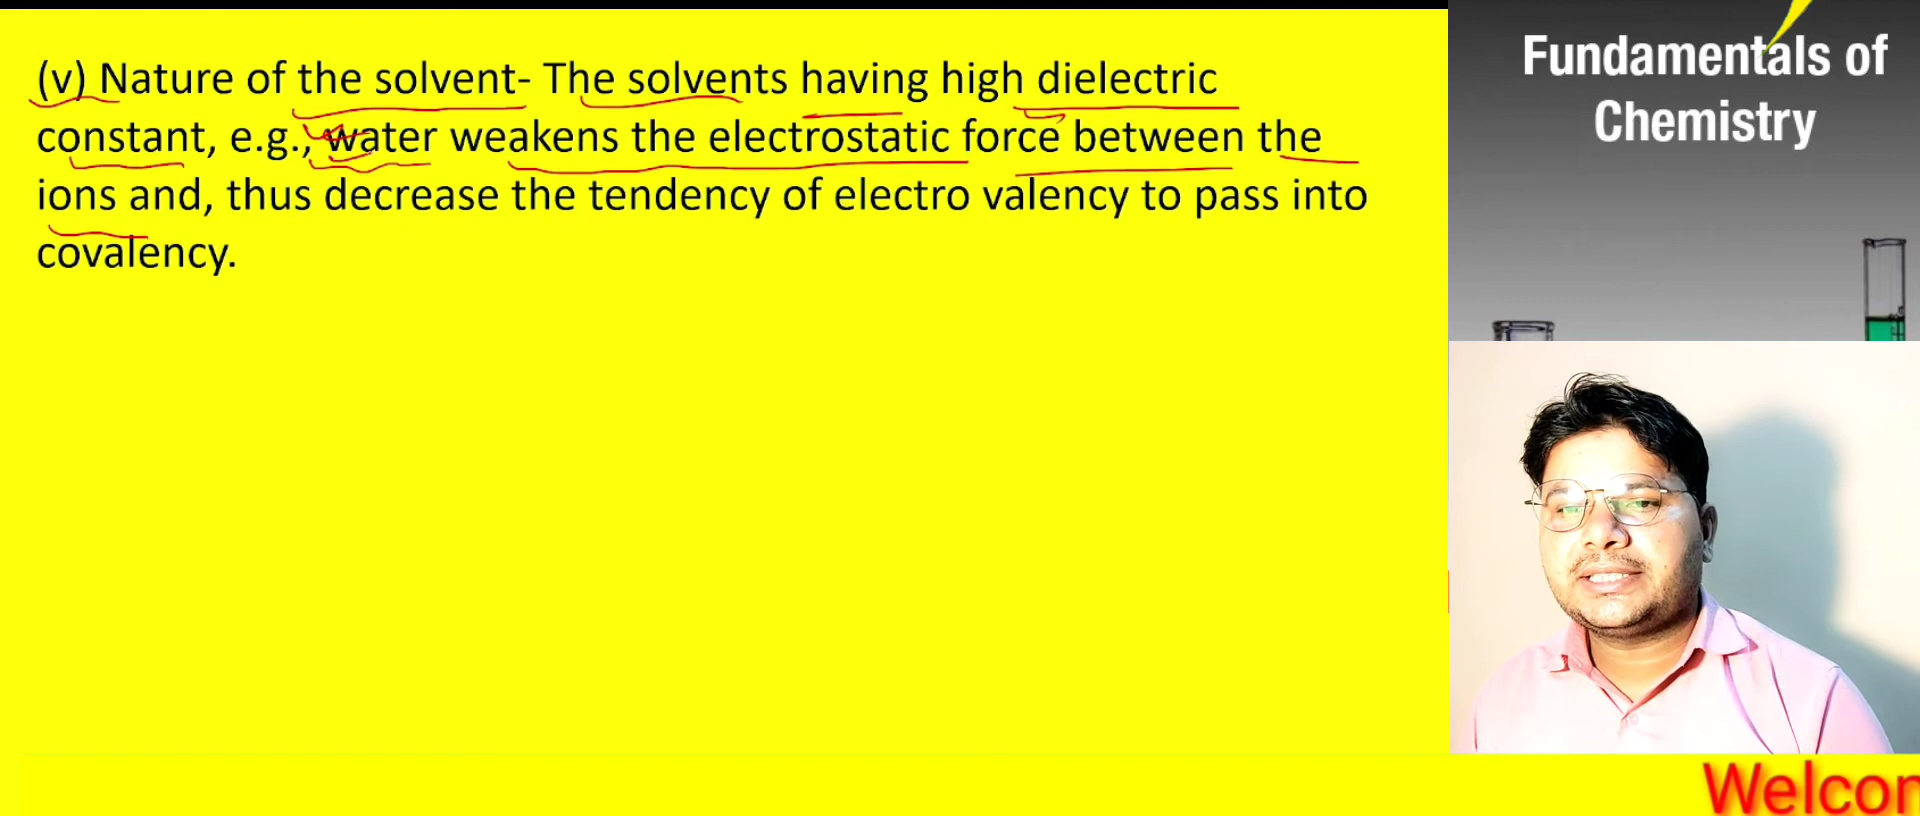 (v) Nature of the solvent- The solvents having high dielectric
constant, e.g., water weakens the electrostatic force between the
ions and, thus decrease the tendency of electro valency to pass into
covalency.
Fundamentals of
Chemistry
Welcom